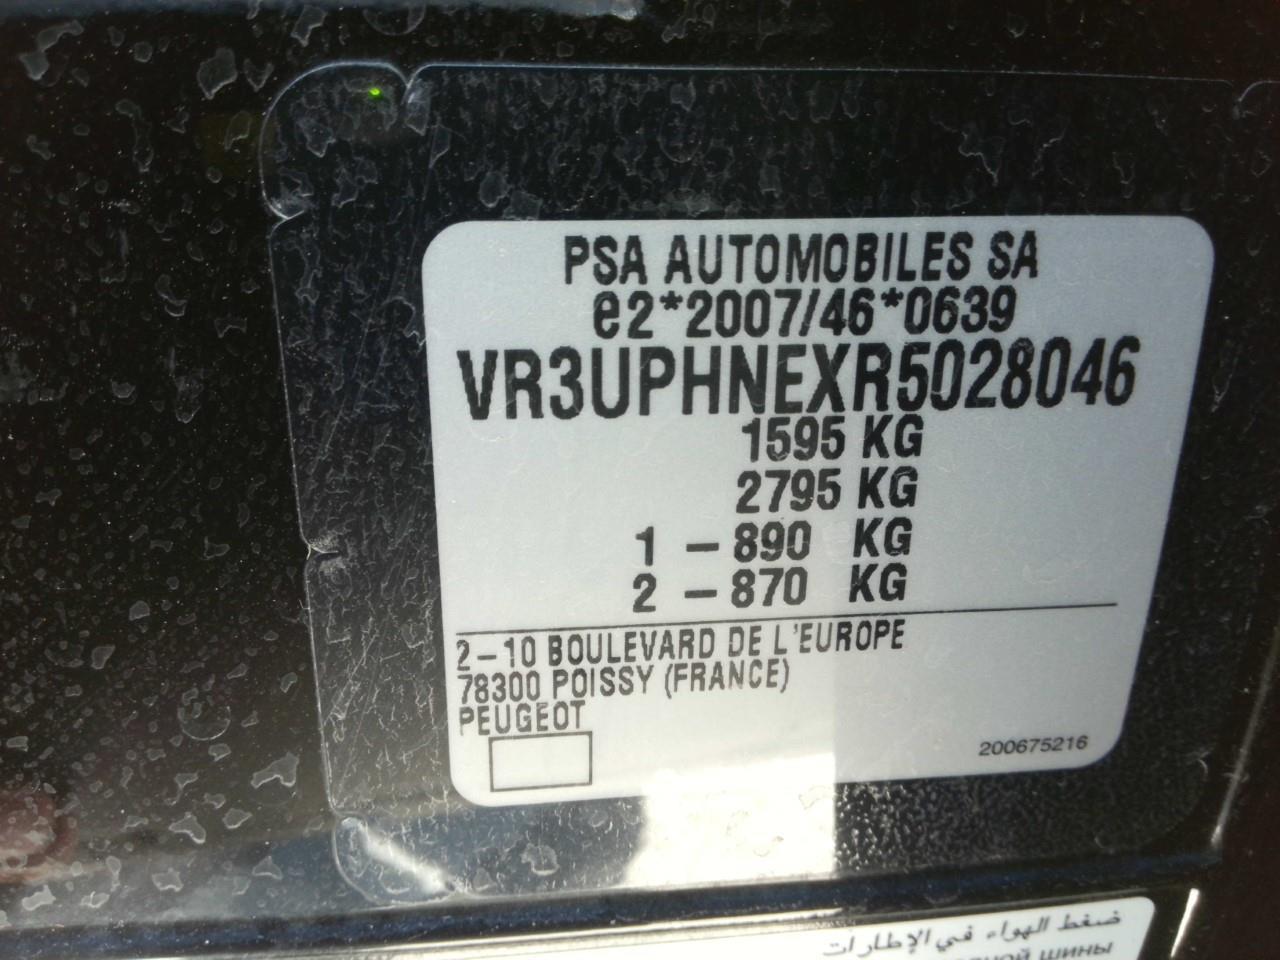 PSA AUTOMOBILES SA
e2*2007/46*0639
VR3UPHNEXR5028046
1595 KG
2795 KG
1 – 890 KG
2 – 870 KG
2–10 BOULEVARD DE L'EUROPE
78300 POISSY (FRANCE)
PEUGEOT
200675216
ضغط الهواء في الإطارات
шины